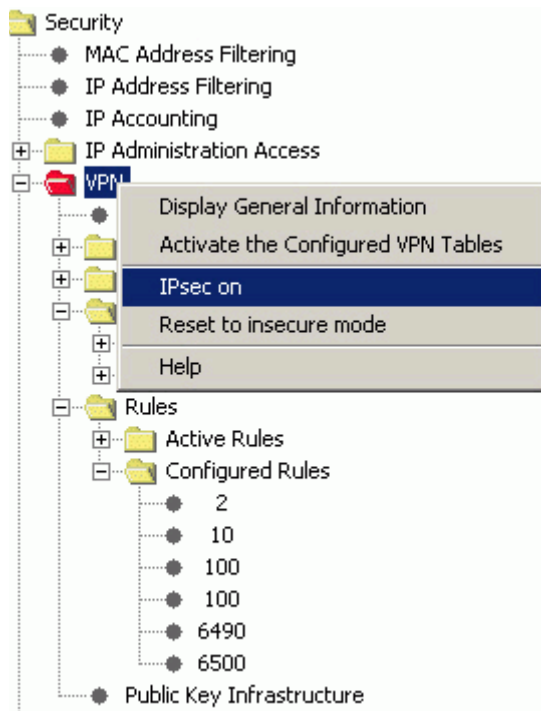 Security
MAC Address Filtering
IP Address Filtering
IP Accounting
IP Administration Access
VPN
Display General Information
Activate the Configured VPN Tables
IPsec on
Reset to insecure mode
Help
Rules
Active Rules
Configured Rules
2
10
100
100
6490
6500
Public Key Infrastructure